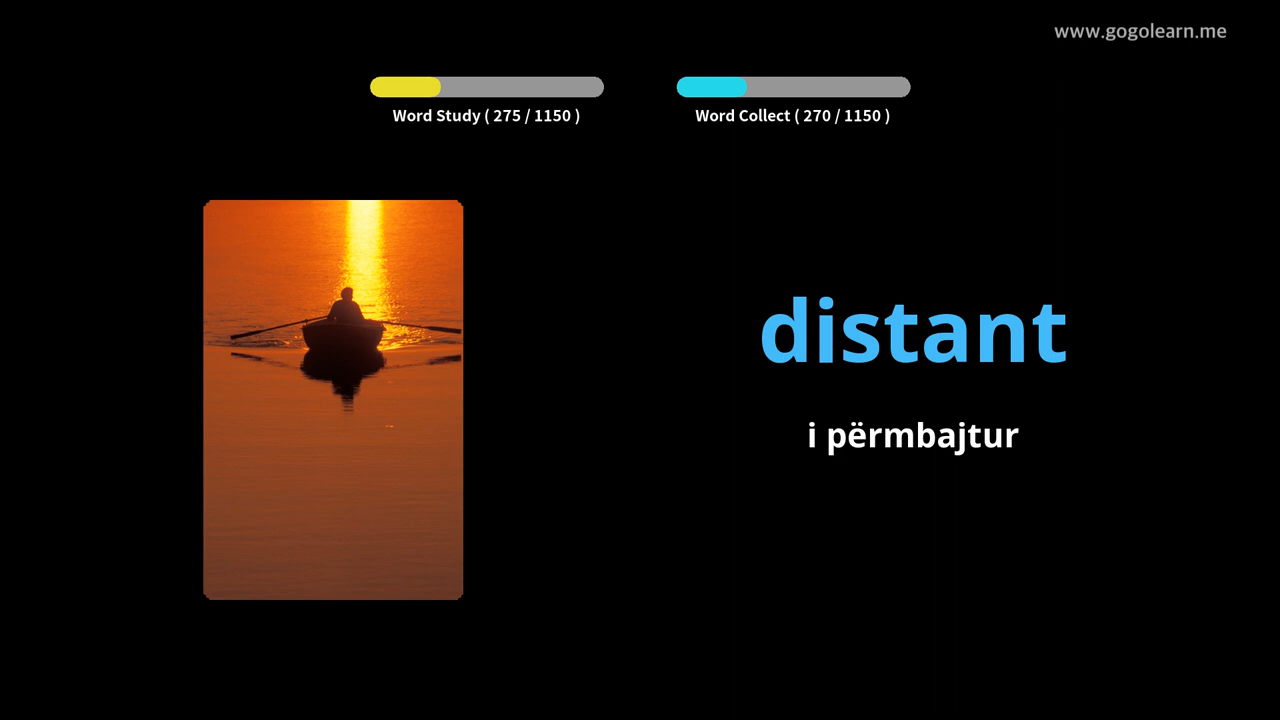 www.gogolearn.me
Word Study ( 275 / 1150 )
Word Collect ( 270 / 1150 )
distant
i përmbajtur